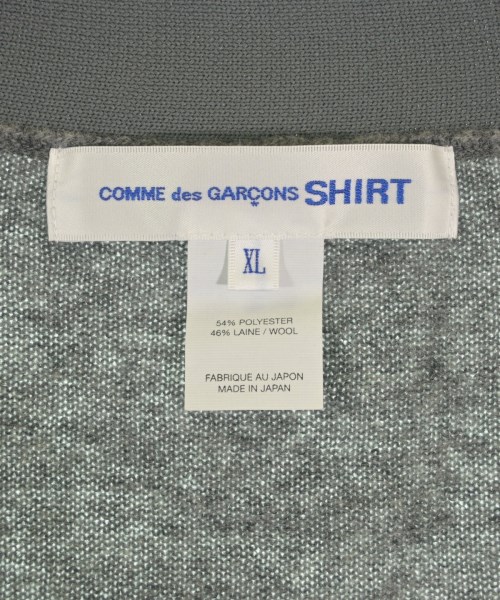 COMME des GARÇONS SHIRT
XL
54% POLYESTER
46% LAINE / WOOL
FABRIQUE AU JAPON
MADE IN JAPAN